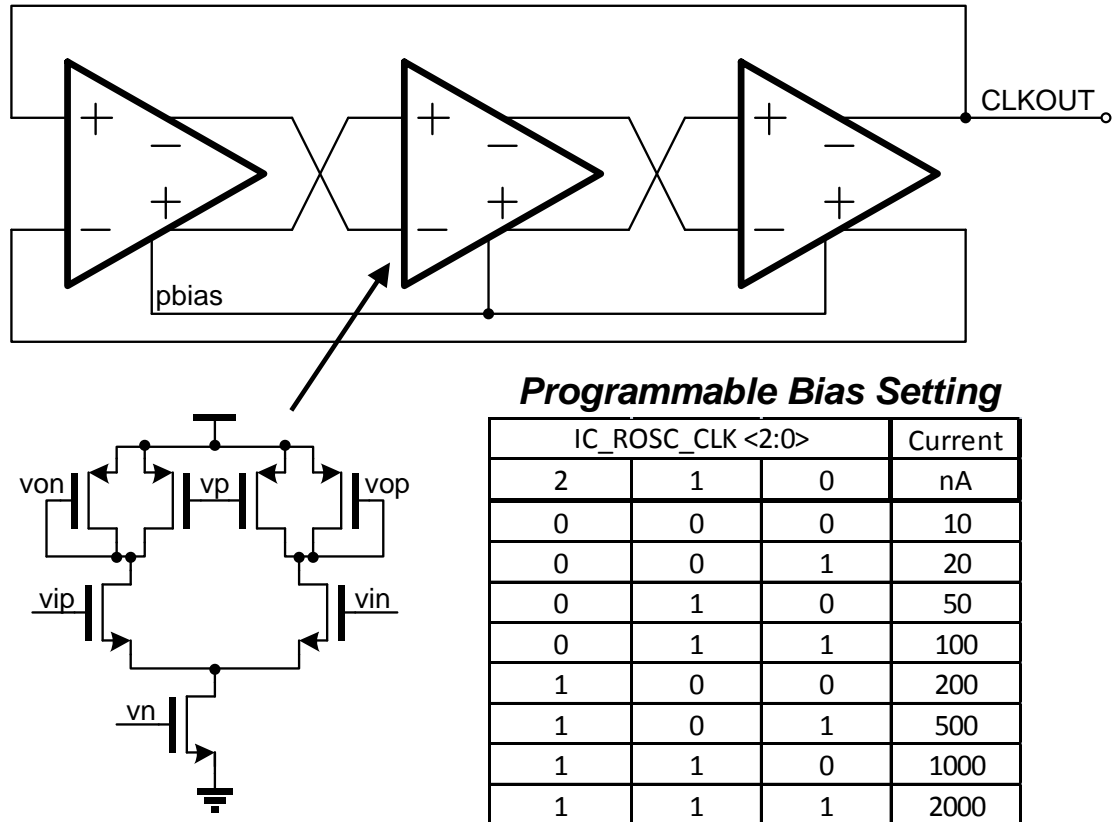 CLKOUT
+ − + −
+ − + −
+ − + −
pbias
Programmable Bias Setting
IC_ROSC_CLK <2:0> Current
2 1 0 nA
0 0 0 10
0 0 1 20
0 1 0 50
0 1 1 100
1 0 0 200
1 0 1 500
1 1 0 1000
1 1 1 2000
von vp vop
vip vin
vn